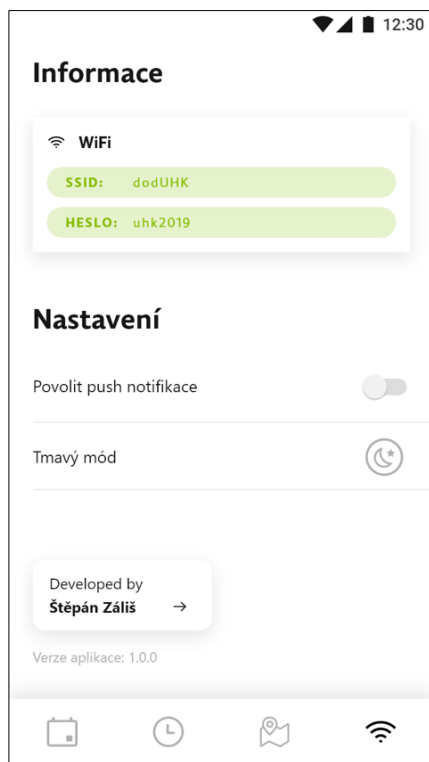 12:30
Informace
WiFi
SSID: dodUHK
HESLO: uhk2019
Nastavení
Povolit push notifikace
Tmavý mód
Developed by
Štěpán Záliš
Verze aplikace: 1.0.0